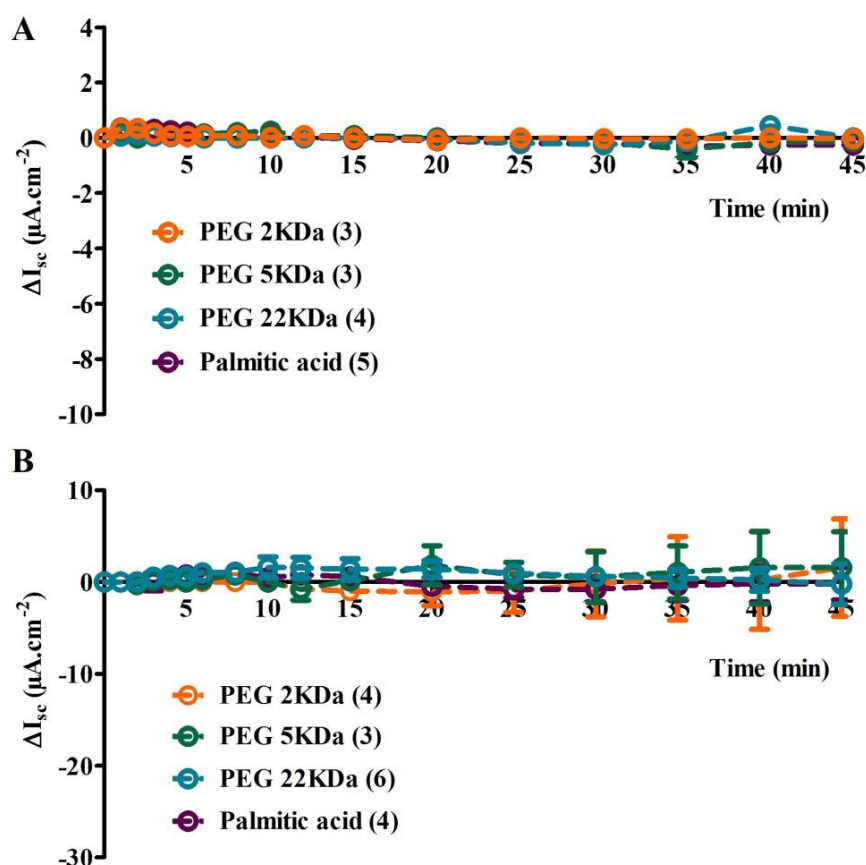 A
4
2
0
-2
-4
-6
-8
-10
ΔIsc (µA.cm⁻²)
5 10 15 20 25 30 35 40 45
Time (min)
PEG 2KDa (3)
PEG 5KDa (3)
PEG 22KDa (4)
Palmitic acid (5)
B
10
0
-10
-20
-30
ΔIsc (µA.cm⁻²)
5 10 15 20 25 30 35 40 45
Time (min)
PEG 2KDa (4)
PEG 5KDa (3)
PEG 22KDa (6)
Palmitic acid (4)